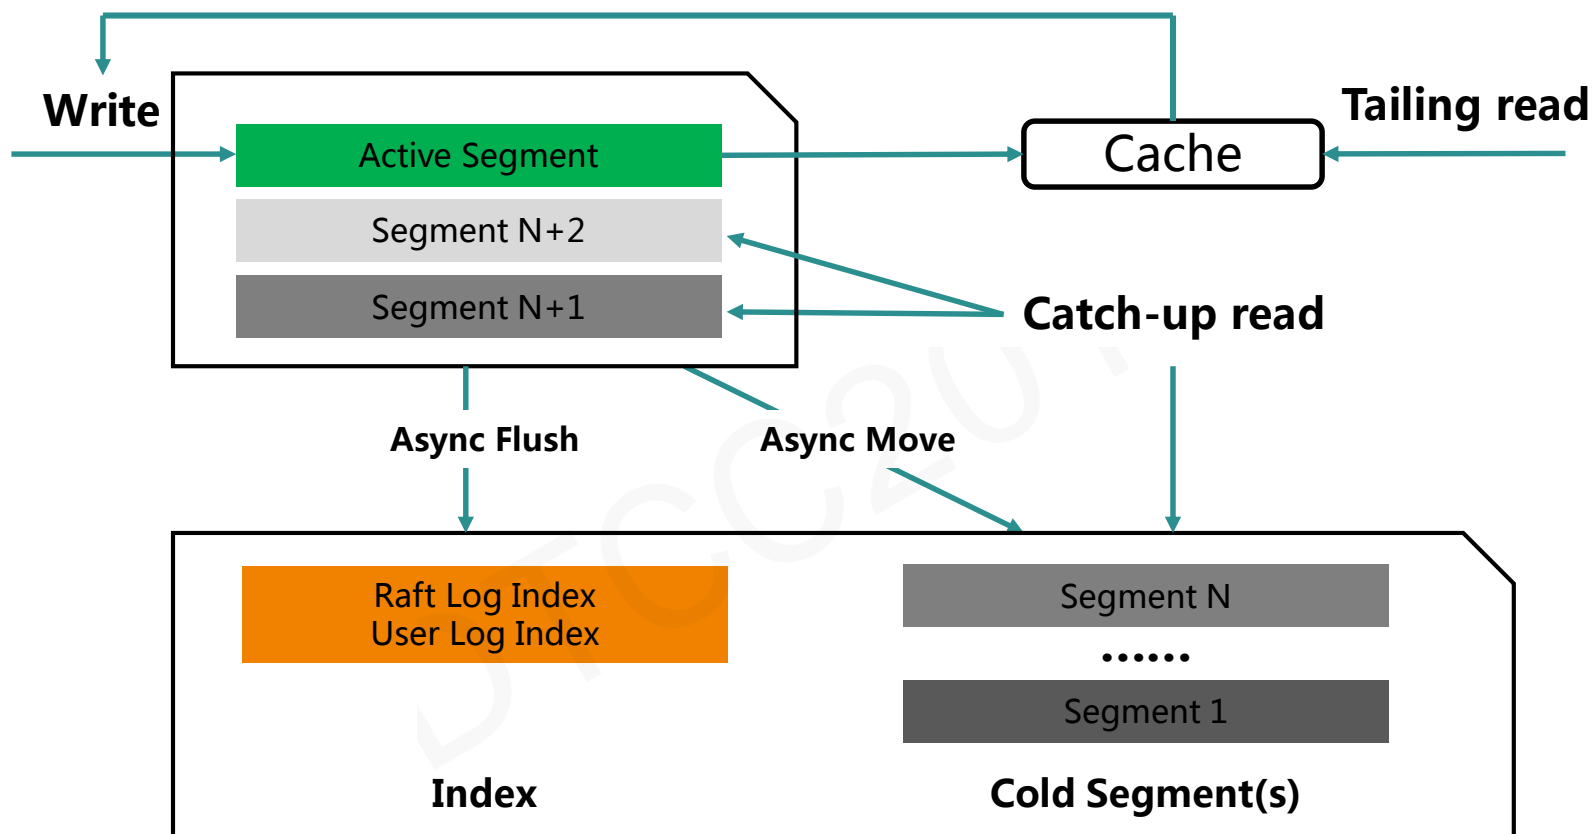 Write
Tailing read
Active Segment
Cache
Segment N+2
Segment N+1
Catch-up read
Async Flush
Async Move
Raft Log Index
User Log Index
Segment N
......
Segment 1
Index
Cold Segment(s)
DTCC201